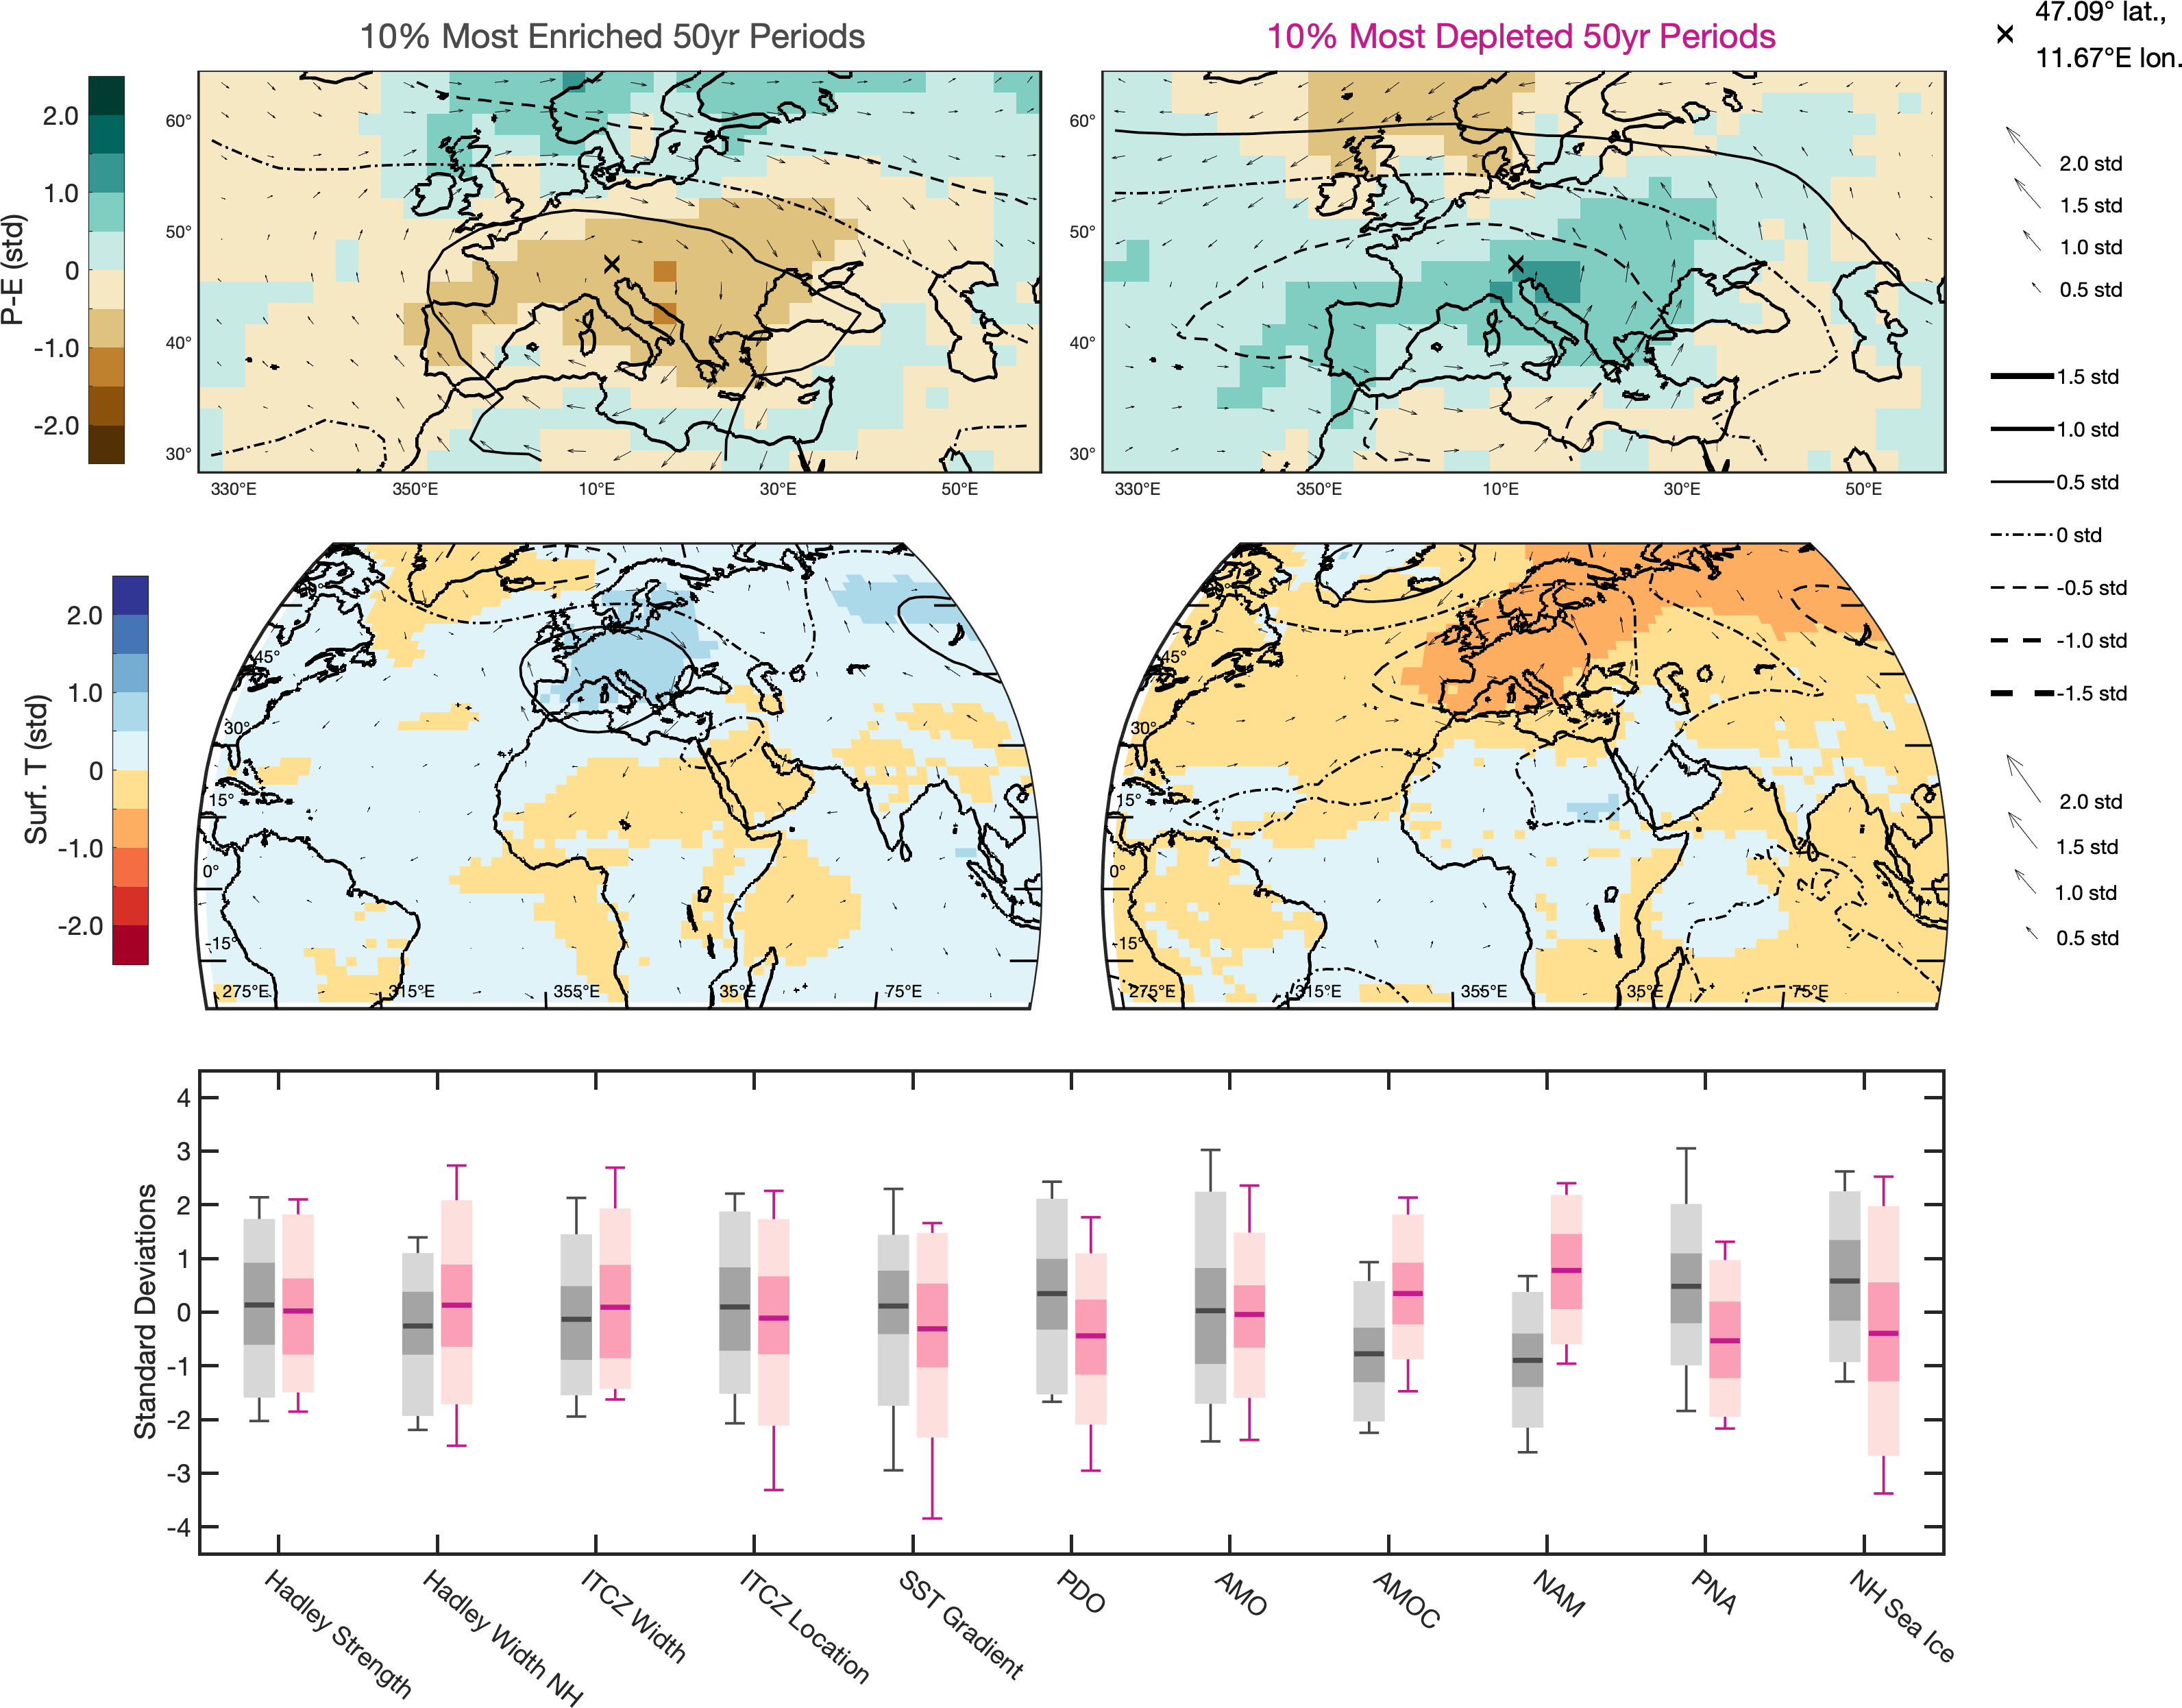 10% Most Enriched 50yr Periods
10% Most Depleted 50yr Periods
47.09° lat.,
11.67°E lon.
P-E (std)
2.0
1.0
0
-1.0
-2.0
60°
50°
40°
30°
330°E
350°E
10°E
30°E
50°E
60°
50°
40°
30°
330°E
350°E
10°E
30°E
50°E
2.0 std
1.5 std
1.0 std
0.5 std
1.5 std
1.0 std
0.5 std
0 std
-0.5 std
-1.0 std
-1.5 std
Surf. T (std)
2.0
1.0
0
-1.0
-2.0
45°
30°
15°
0°
-15°
275°E
315°E
355°E
35°E
75°E
45°
30°
15°
0°
-15°
275°E
315°E
355°E
35°E
75°E
2.0 std
1.5 std
1.0 std
0.5 std
Standard Deviations
4
3
2
1
0
-1
-2
-3
-4
Hadley Strength
Hadley Width NH
ITCZ Width
ITCZ Location
SST Gradient
PDO
AMO
AMOC
NAM
PNA
NH Sea Ice